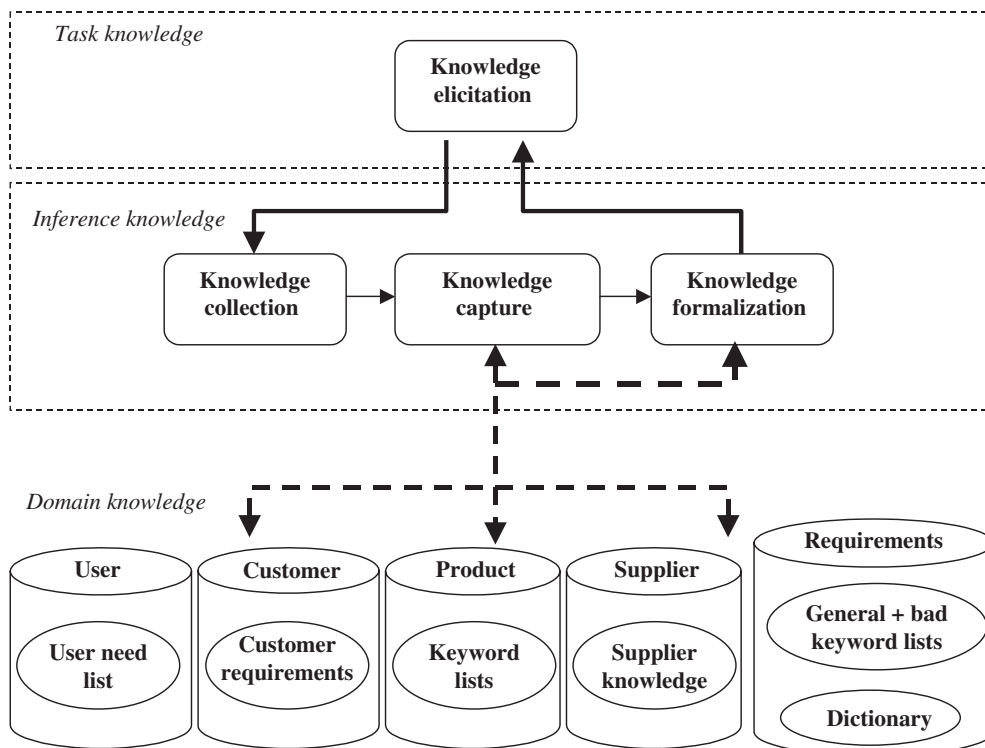 Task knowledge
Knowledge
elicitation
Inference knowledge
Knowledge
collection
Knowledge
capture
Knowledge
formalization
Domain knowledge
User
User need
list
Customer
Customer
requirements
Product
Keyword
lists
Supplier
Supplier
knowledge
Requirements
General + bad
keyword lists
Dictionary